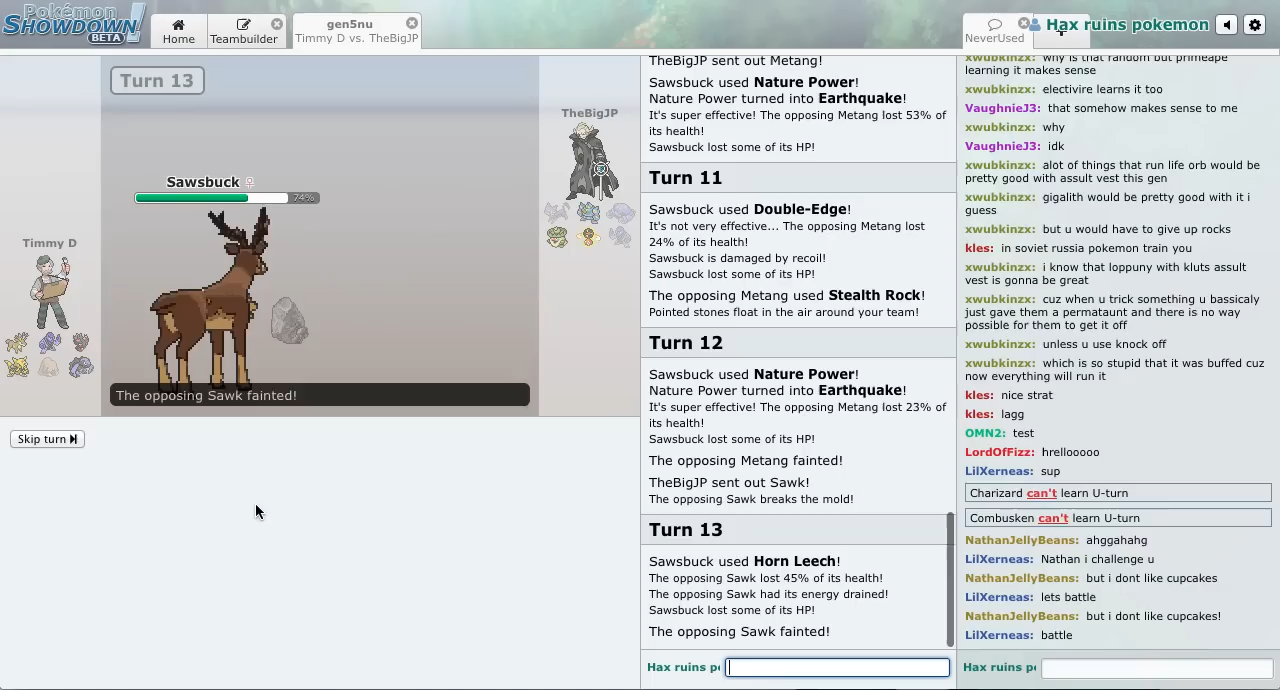 Pokémon
SHOWDOWN!
BETA
Home
Teambuilder
gen5nu
Timmy D vs. TheBigJP
NeverUsed
Hax ruins pokemon
Turn 13
Sawsbuck ♀
74%
Timmy D
TheBigJP
The opposing Sawk fainted!
Skip turn
TheBigJP sent out Metang!
Sawsbuck used Nature Power!
Nature Power turned into Earthquake!
It's super effective! The opposing Metang lost 53% of
its health!
Sawsbuck lost some of its HP!
Turn 11
Sawsbuck used Double-Edge!
It's not very effective... The opposing Metang lost
24% of its health!
Sawsbuck is damaged by recoil!
Sawsbuck lost some of its HP!
The opposing Metang used Stealth Rock!
Pointed stones float in the air around your team!
Turn 12
Sawsbuck used Nature Power!
Nature Power turned into Earthquake!
It's super effective! The opposing Metang lost 23% of
its health!
Sawsbuck lost some of its HP!
The opposing Metang fainted!
TheBigJP sent out Sawk!
The opposing Sawk breaks the mold!
Turn 13
Sawsbuck used Horn Leech!
The opposing Sawk lost 45% of its health!
The opposing Sawk had its energy drained!
Sawsbuck lost some of its HP!
The opposing Sawk fainted!
Hax ruins p
xwubkinzx: why is that random but primeape
learning it makes sense
xwubkinzx: electivire learns it too
VaughnieJ3: that somehow makes sense to me
xwubkinzx: why
VaughnieJ3: idk
xwubkinzx: alot of things that run life orb would be
pretty good with assult vest this gen
xwubkinzx: gigalith would be pretty good with it i
guess
xwubkinzx: but u would have to give up rocks
kles: in soviet russia pokemon train you
xwubkinzx: i know that loppuny with kluts assult
vest is gonna be great
xwubkinzx: cuz when u trick something u bassicaly
just gave them a permataunt and there is no way
possible for them to get it off
xwubkinzx: unless u use knock off
xwubkinzx: which is so stupid that it was buffed cuz
now everything will run it
kles: nice strat
kles: lagg
OMN2: test
LordOfFizz: hrellooooo
LilXerneas: sup
Charizard can't learn U-turn
Combusken can't learn U-turn
NathanJellyBeans: ahggahahg
LilXerneas: Nathan i challenge u
NathanJellyBeans: but i dont like cupcakes
LilXerneas: lets battle
NathanJellyBeans: but i dont like cupcakes!
LilXerneas: battle
Hax ruins p